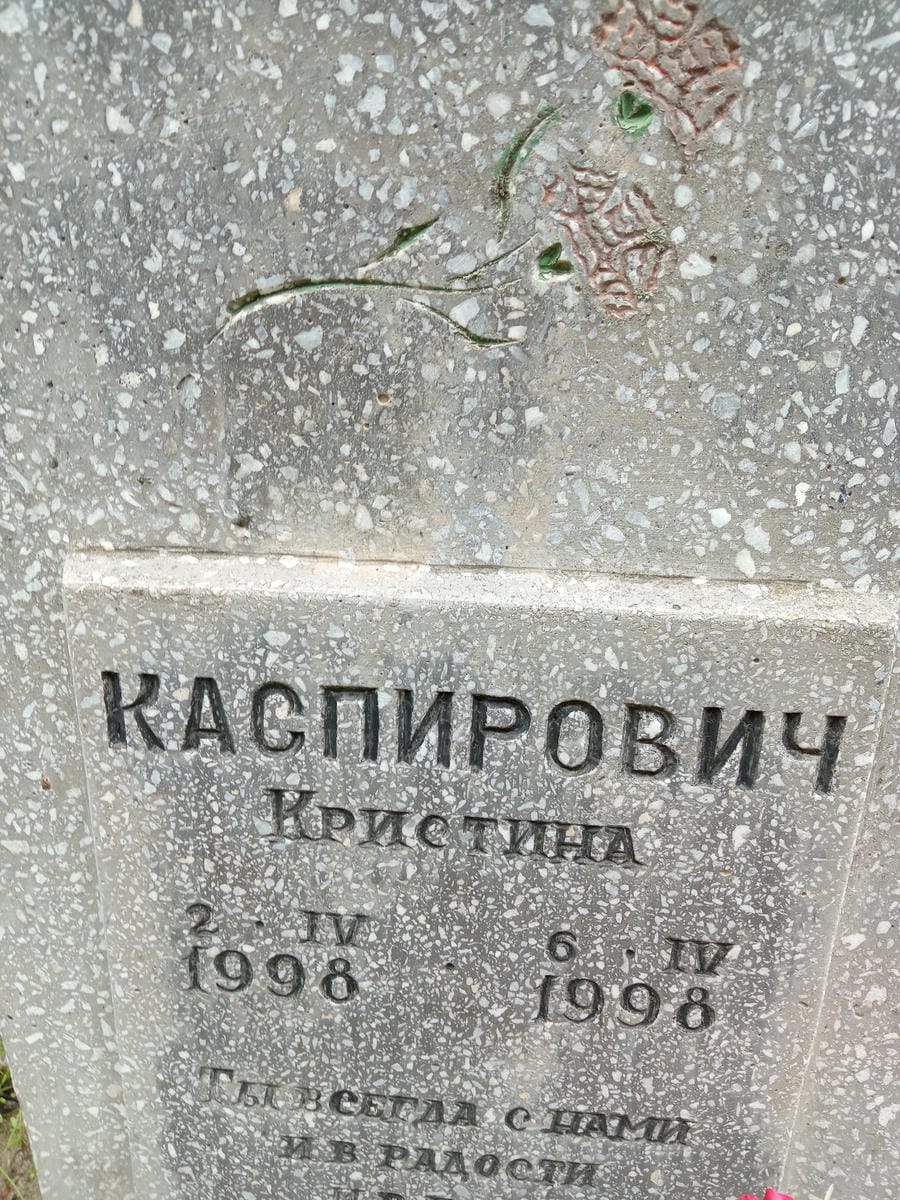 КАСПИРОВИЧ
Кристина
2 · IV 6 · IV
1998 · 1998
Ты всегда с нами
и в радости